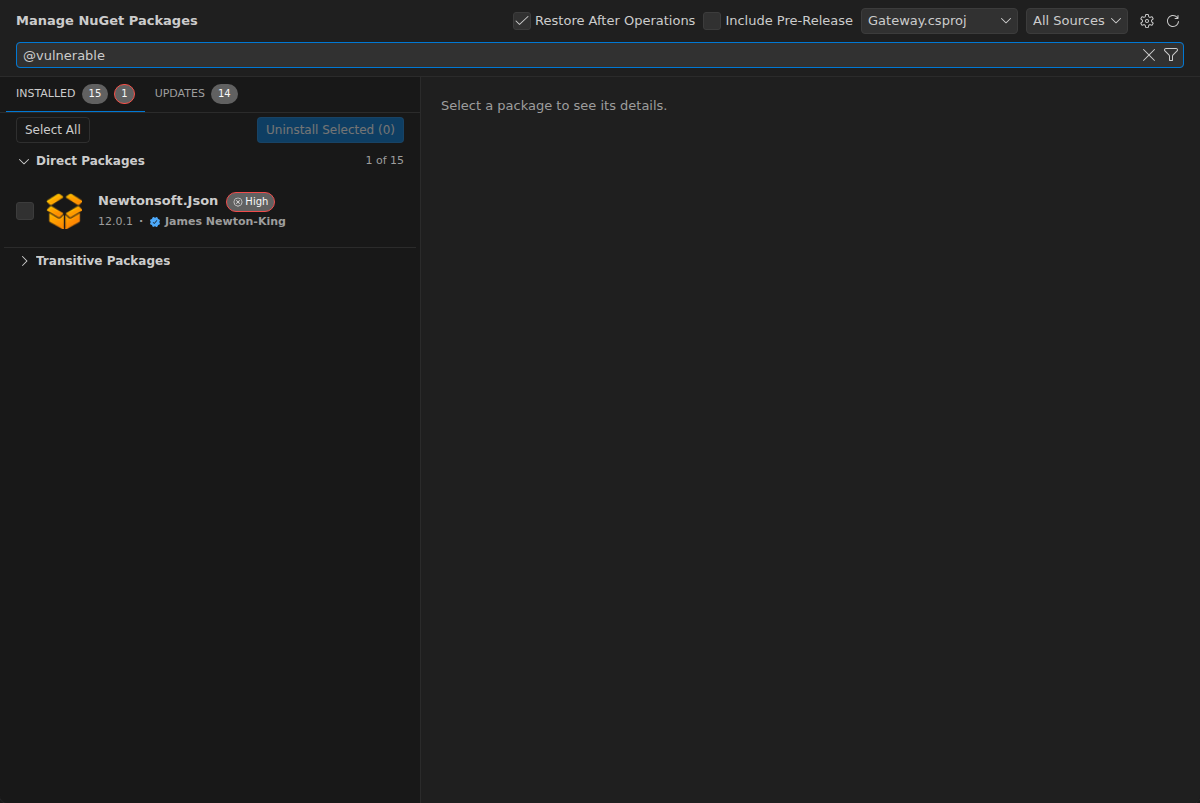 Manage NuGet Packages
Restore After Operations
Include Pre-Release
Gateway.csproj
All Sources
@vulnerable
INSTALLED 15 1 UPDATES 14
Select All
Uninstall Selected (0)
Direct Packages 1 of 15
Newtonsoft.Json High
12.0.1 · James Newton-King
Transitive Packages
Select a package to see its details.